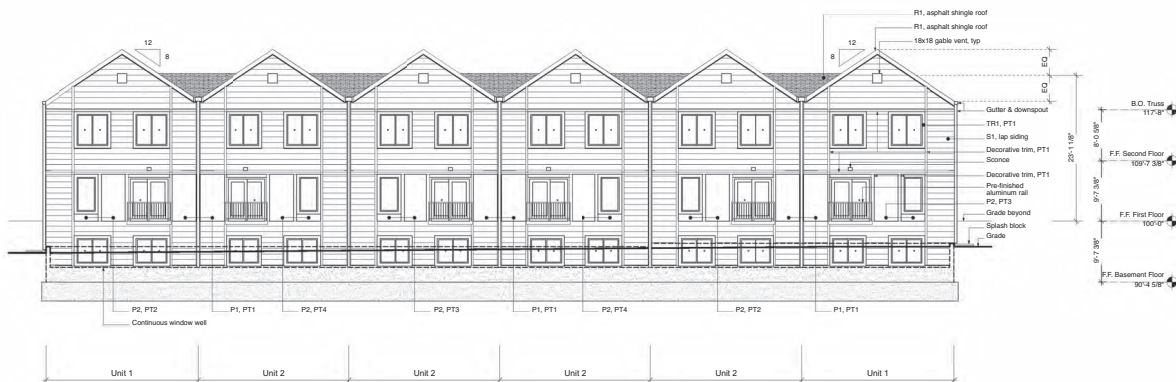 R1, asphalt shingle roof
R1, asphalt shingle roof
18x18 gable vent, typ
12
8
12
8
EQ
EQ
Gutter & downspout
TR1, PT1
S1, lap siding
Decorative trim, PT1
Sconce
Decorative trim, PT1
Pre-finished
aluminum rail
P2, PT3
Grade beyond
Splash block
Grade
23'-1 1/8"
8'-0 5/8"
9'-7 3/8"
9'-7 3/8"
B.O. Truss
117'-8"
F.F. Second Floor
109'-7 3/8"
F.F. First Floor
100'-0"
F.F. Basement Floor
90'-4 5/8"
P2, PT2
P1, PT1
P2, PT4
P2, PT3
P1, PT1
P2, PT4
P2, PT2
P1, PT1
Continuous window well
Unit 1
Unit 2
Unit 2
Unit 2
Unit 2
Unit 1